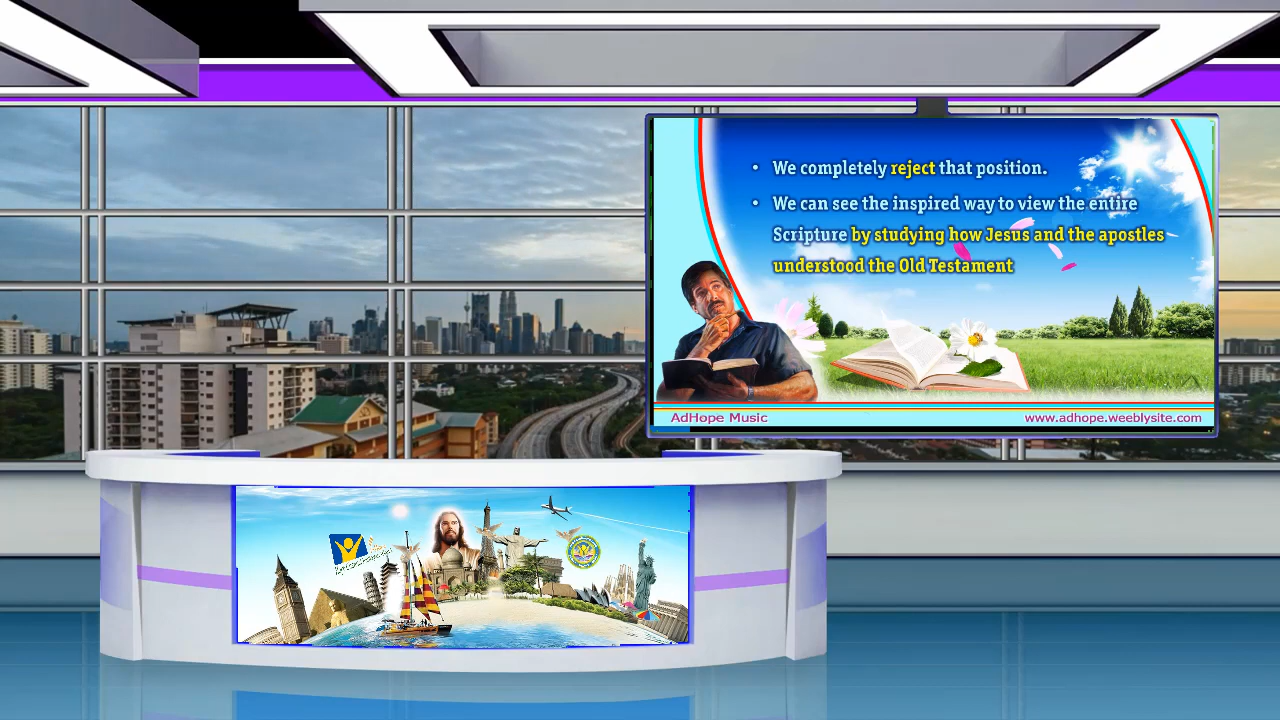 • We completely reject that position.
• We can see the inspired way to view the entire
Scripture by studying how Jesus and the apostles
understood the Old Testament
AdHope Music
www.adhope.weeblysite.com